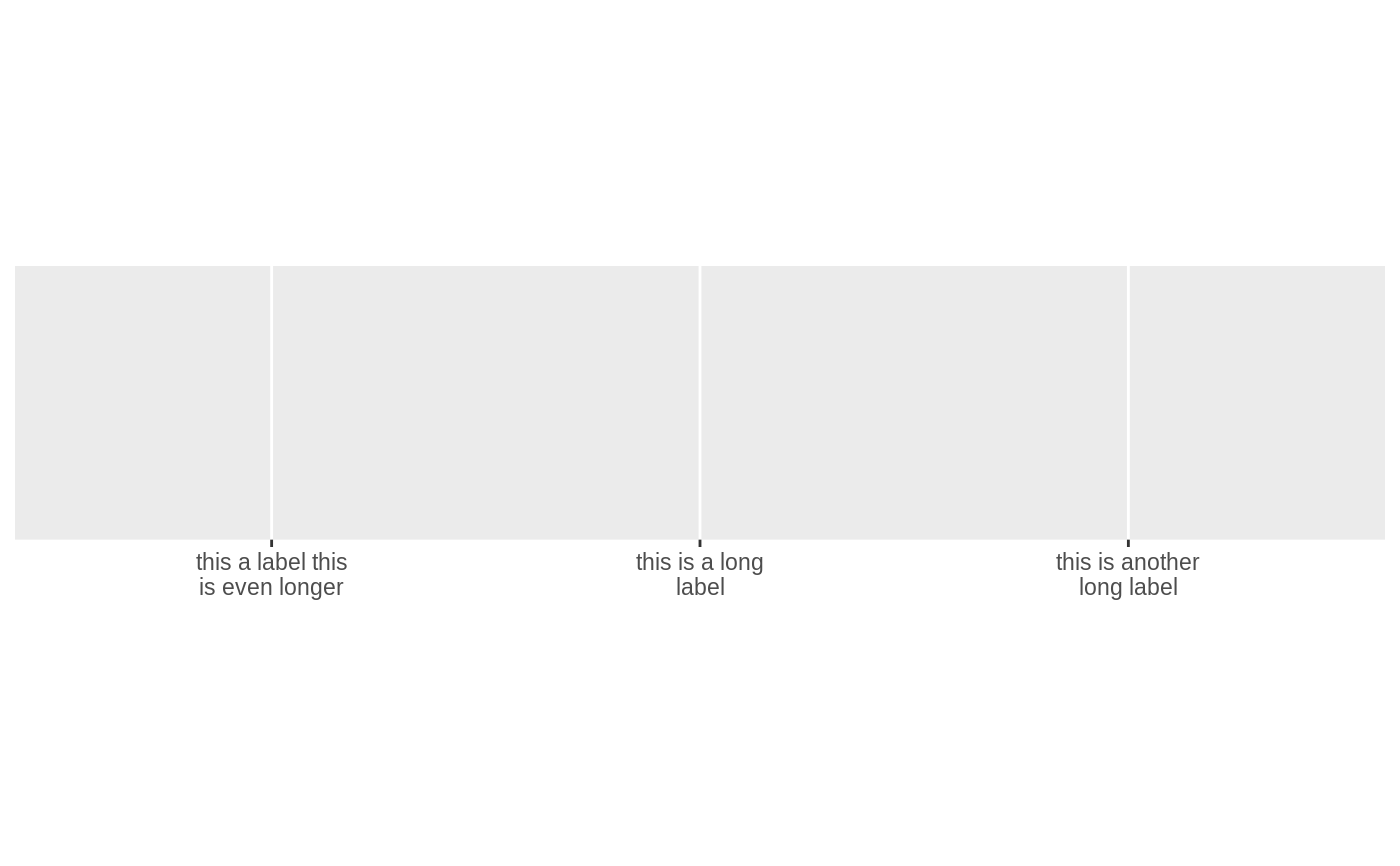 this a label this
is even longer
this is a long
label
this is another
long label